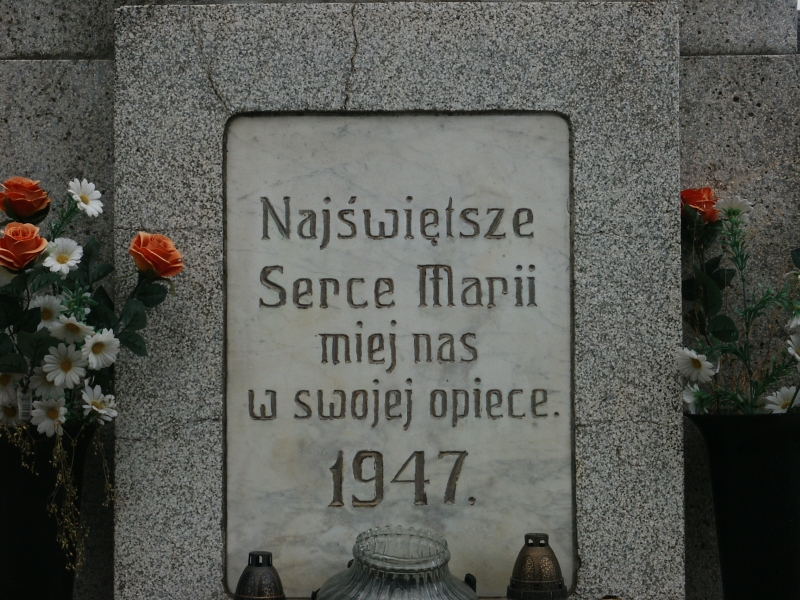 Najświętsze
Serce Marii
miej nas
w swojej opiece.
1947.